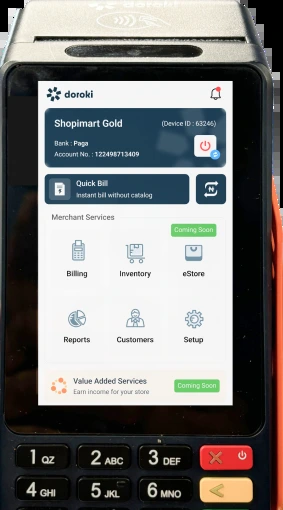 doroki
Shopimart Gold
(Device ID : 63246)
Bank : Paga
Account No. : 122498713409
Quick Bill
Instant bill without catalog
N
Merchant Services
Coming Soon
Billing
Inventory
eStore
Reports
Customers
Setup
Value Added Services
Earn income for your store
Coming Soon
1 QZ 2 ABC 3 DEF
4 GHI 5 JKL 6 MNO